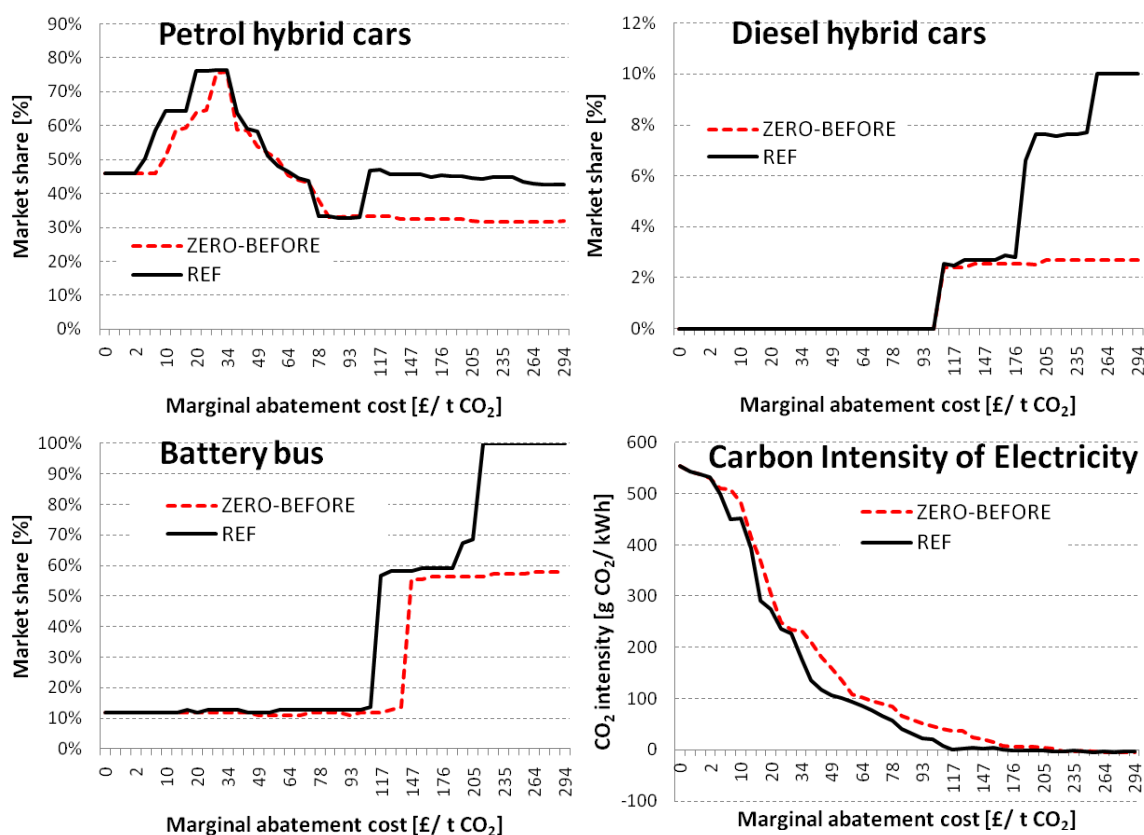 Petrol hybrid cars
Market share [%]
90%
80%
70%
60%
50%
40%
30%
20%
10%
0%
ZERO-BEFORE
REF
0 2 10 20 34 49 64 78 93 117 147 176 205 235 264 294
Marginal abatement cost [£/ t CO₂]
Diesel hybrid cars
Market share [%]
12%
10%
8%
6%
4%
2%
0%
ZERO-BEFORE
REF
0 2 10 20 34 49 64 78 93 117 147 176 205 235 264 294
Marginal abatement cost [£/ t CO₂]
Battery bus
Market share [%]
100%
90%
80%
70%
60%
50%
40%
30%
20%
10%
0%
ZERO-BEFORE
REF
0 2 10 20 34 49 64 78 93 117 147 176 205 235 264 294
Marginal abatement cost [£/ t CO₂]
Carbon Intensity of Electricity
CO₂ intensity [g CO₂/ kWh]
600
500
400
300
200
100
0
-100
ZERO-BEFORE
REF
0 2 10 20 34 49 64 78 93 117 147 176 205 235 264 294
Marginal abatement cost [£/ t CO₂]